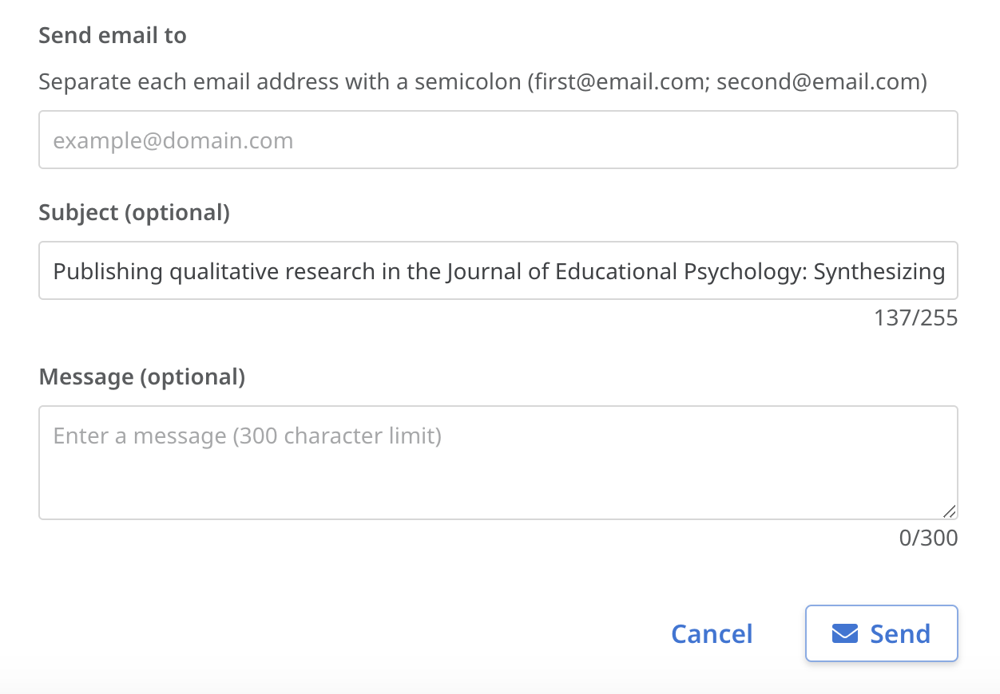 Send email to
Separate each email address with a semicolon (first@email.com; second@email.com)
example@domain.com
Subject (optional)
Publishing qualitative research in the Journal of Educational Psychology: Synthesizing
137/255
Message (optional)
Enter a message (300 character limit)
0/300
Cancel
Send